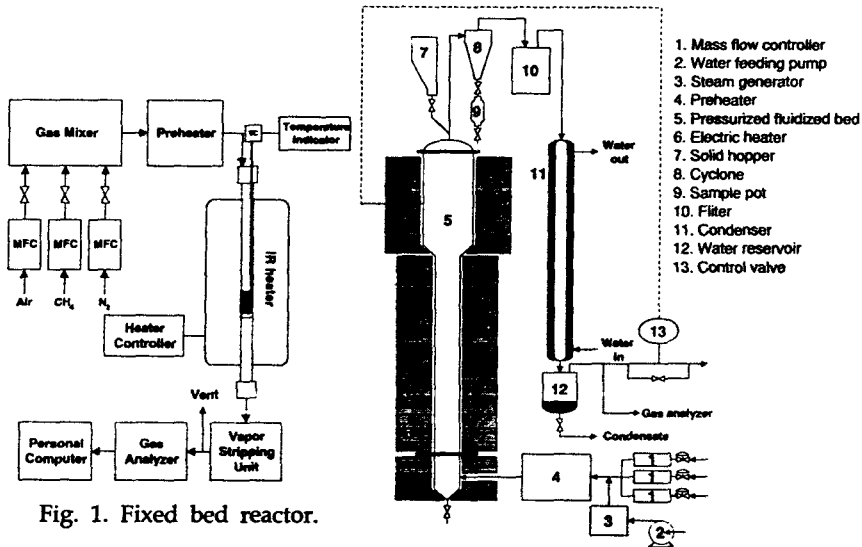 Gas Mixer
Preheater
TC
Temperature
Indicator
MFC
MFC
MFC
Air
CH4
N2
IR heater
Heater
Controller
Vent
Personal
Computer
Gas
Analyzer
Vapor
Stripping
Unit
Fig. 1. Fixed bed reactor.
7
8
9
10
5
11
Water
out
Water
in
12
13
Gas analyzer
Condensate
4
1
1
1
3
2
1. Mass flow controller
2. Water feeding pump
3. Steam generator
4. Preheater
5. Pressurized fluidized bed
6. Electric heater
7. Solid hopper
8. Cyclone
9. Sample pot
10. Fliter
11. Condenser
12. Water reservoir
13. Control valve